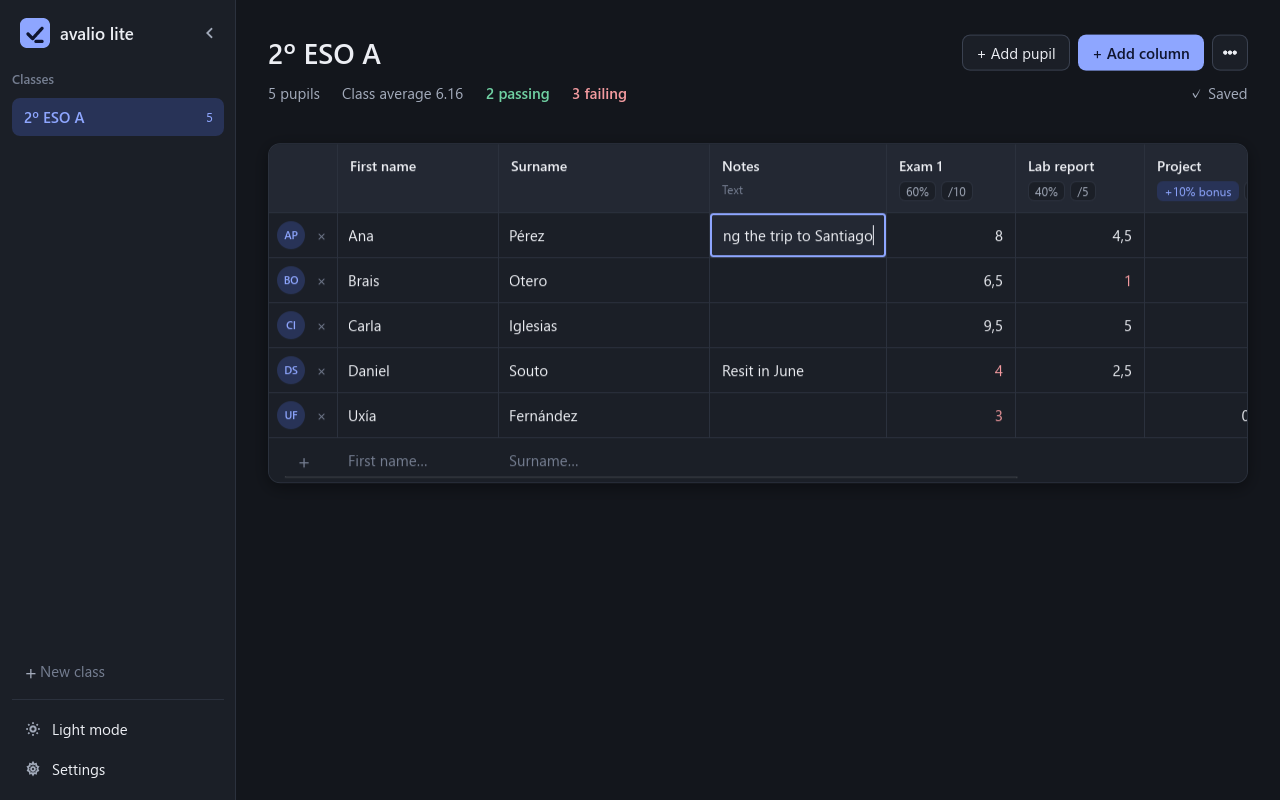 avalio lite
Classes
2º ESO A 5
+ New class
Light mode
Settings
2º ESO A
+ Add pupil
+ Add column
•••
5 pupils Class average 6.16 2 passing 3 failing
✓ Saved
First name Surname Notes Exam 1 Lab report Project
Text 60% /10 40% /5 +10% bonus
AP × Ana Pérez ng the trip to Santiago 8 4,5
BO × Brais Otero 6,5 1
CI × Carla Iglesias 9,5 5
DS × Daniel Souto Resit in June 4 2,5
UF × Uxía Fernández 3
+ First name... Surname...